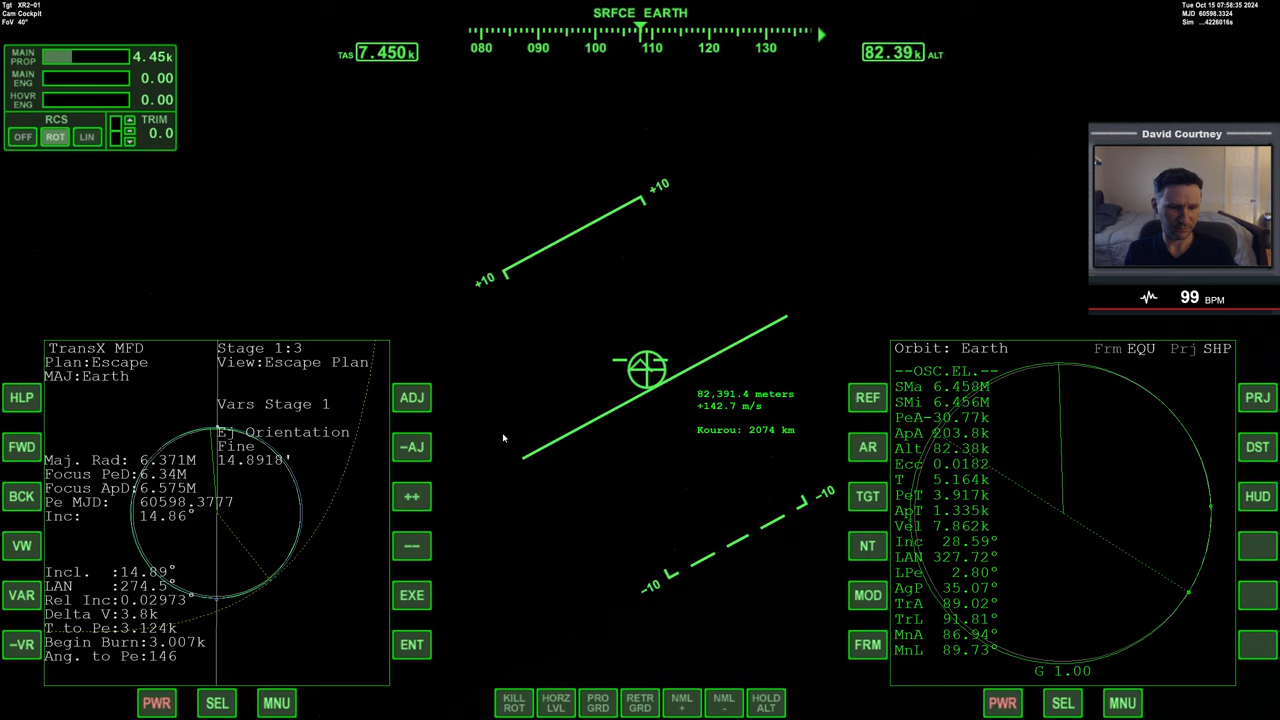 Tgt XR2-01
Cam Cockpit
FoV 40°
SRFCE EARTH
Tue Oct 15 07:58:35 2024
MJD 60598.3324
Sim ...4226016s
MAIN PROP 4.45k
MAIN ENG 0.00
HOVR ENG 0.00
RCS TRIM
OFF ROT LIN 0.0
TAS 7.450k
080 090 100 110 120 130
82.39k ALT
David Courtney
99 BPM
+10 +10
82,391.4 meters
+142.7 m/s
Kourou: 2074 km
-10 -10
TransX MFD Stage 1:3
Plan:Escape View:Escape Plan
MAJ:Earth
Vars Stage 1
Ej Orientation
Fine
14.8918'
Maj. Rad: 6.371M
Focus PeD:6.34M
Focus ApD:6.575M
Pe MJD: 60598.3777
Inc: 14.86°
Incl. :14.89°
LAN :274.5°
Rel Inc:0.02973°
Delta V:3.8k
T to Pe:3.124k
Begin Burn:3.007k
Ang. to Pe:146
HLP
FWD
BCK
VW
VAR
-VR
ADJ
-AJ
++
--
EXE
ENT
PWR SEL MNU
KILL ROT
HORZ LVL
PRO GRD
RETR GRD
NML +
NML -
HOLD ALT
Orbit: Earth Frm EQU Prj SHP
--OSC.EL.--
SMa 6.458M
SMi 6.456M
PeA-30.77k
ApA 203.8k
Alt 82.38k
Ecc 0.0182
T 5.164k
PeT 3.917k
ApT 1.335k
Vel 7.862k
Inc 28.59°
LAN 327.72°
LPe 2.80°
AgP 35.07°
TrA 89.02°
TrL 91.81°
MnA 86.94°
MnL 89.73°
G 1.00
REF
AR
TGT
NT
MOD
FRM
PRJ
DST
HUD
PWR SEL MNU